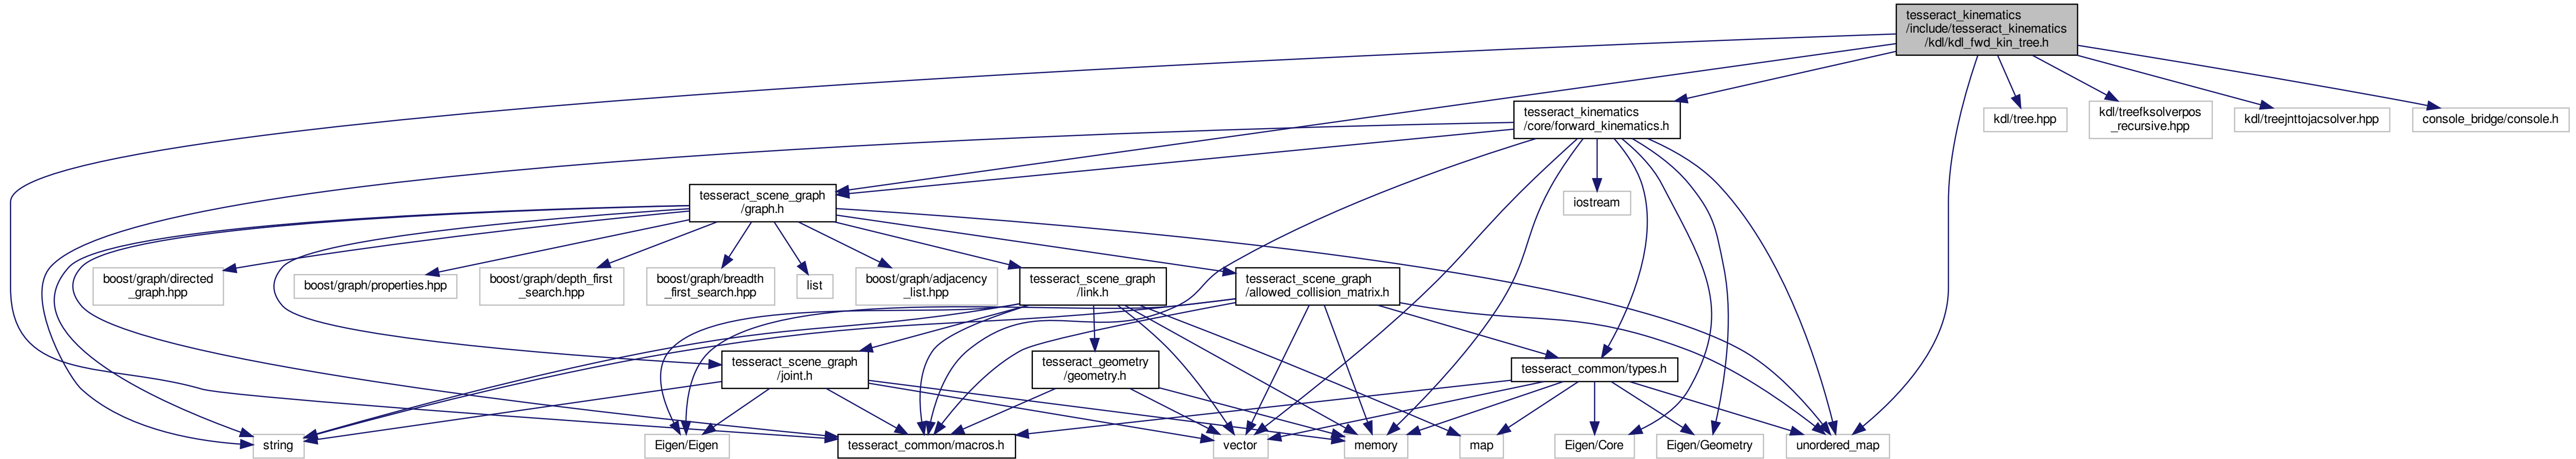 tesseract_kinematics
/include/tesseract_kinematics
/kdl/kdl_fwd_kin_tree.h
tesseract_kinematics
/core/forward_kinematics.h
kdl/tree.hpp
kdl/treefksolverpos
_recursive.hpp
kdl/treejnttojacsolver.hpp
console_bridge/console.h
tesseract_scene_graph
/graph.h
iostream
boost/graph/directed
_graph.hpp
boost/graph/properties.hpp
boost/graph/depth_first
_search.hpp
boost/graph/breadth
_first_search.hpp
list
boost/graph/adjacency
_list.hpp
tesseract_scene_graph
/link.h
tesseract_scene_graph
/allowed_collision_matrix.h
tesseract_scene_graph
/joint.h
tesseract_geometry
/geometry.h
tesseract_common/types.h
string
Eigen/Eigen
tesseract_common/macros.h
vector
memory
map
Eigen/Core
Eigen/Geometry
unordered_map